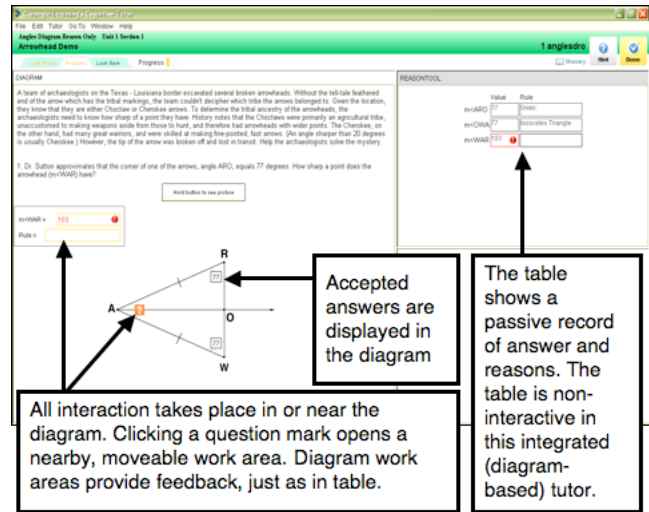 Carnegie Learning's Cognitive Tutor
File Edit Tutor Go To Window Help
Angles Diagram Reason Only Unit 1 Section 1
Arrowhead Demo
1 anglesdro
Hint
Done
Look Back
Progress
Glossary
DIAGRAM
REASONTOOL
A team of archaeologists on the Texas - Louisiana border excavated several broken arrowheads. Without the tell-tale feathered
end of the arrow which has the tribal markings, the team couldn't decipher which tribe the arrows belonged to. Given the location,
they know that they are either Choctaw or Cherokee arrows. To determine the tribal ancestry of the arrowheads, the
archaeologists need to know how sharp of a point they have. History notes that the Choctaws were primarily an agricultural tribe,
unaccustomed to making weapons aside from those to hunt, and therefore had arrowheads with wider points. The Cherokee, on
the other hand, had many great warriors, and were skilled at making fine-pointed, fast arrows. (An angle sharper than 20 degrees
is usually Cherokee.) However, the tip of the arrow was broken off and lost in transit. Help the archaeologists solve the mystery.
1. Dr. Sutton approximates that the corner of one of the arrows, angle ARO, equals 77 degrees. How sharp a point does the
arrowhead (m<WAR) have?
Hold button to see picture
Value Rule
m<ARO 77 Given
m<OWA 77 Isosceles Triangle
m<WAR 103
m<WAR = 103
Rule =
R
77
A
?
O
77
W
Accepted
answers are
displayed in
the diagram
The table
shows a
passive record
of answer and
reasons. The
table is non-
interactive in
this integrated
(diagram-
based) tutor.
All interaction takes place in or near the
diagram. Clicking a question mark opens a
nearby, moveable work area. Diagram work
areas provide feedback, just as in table.